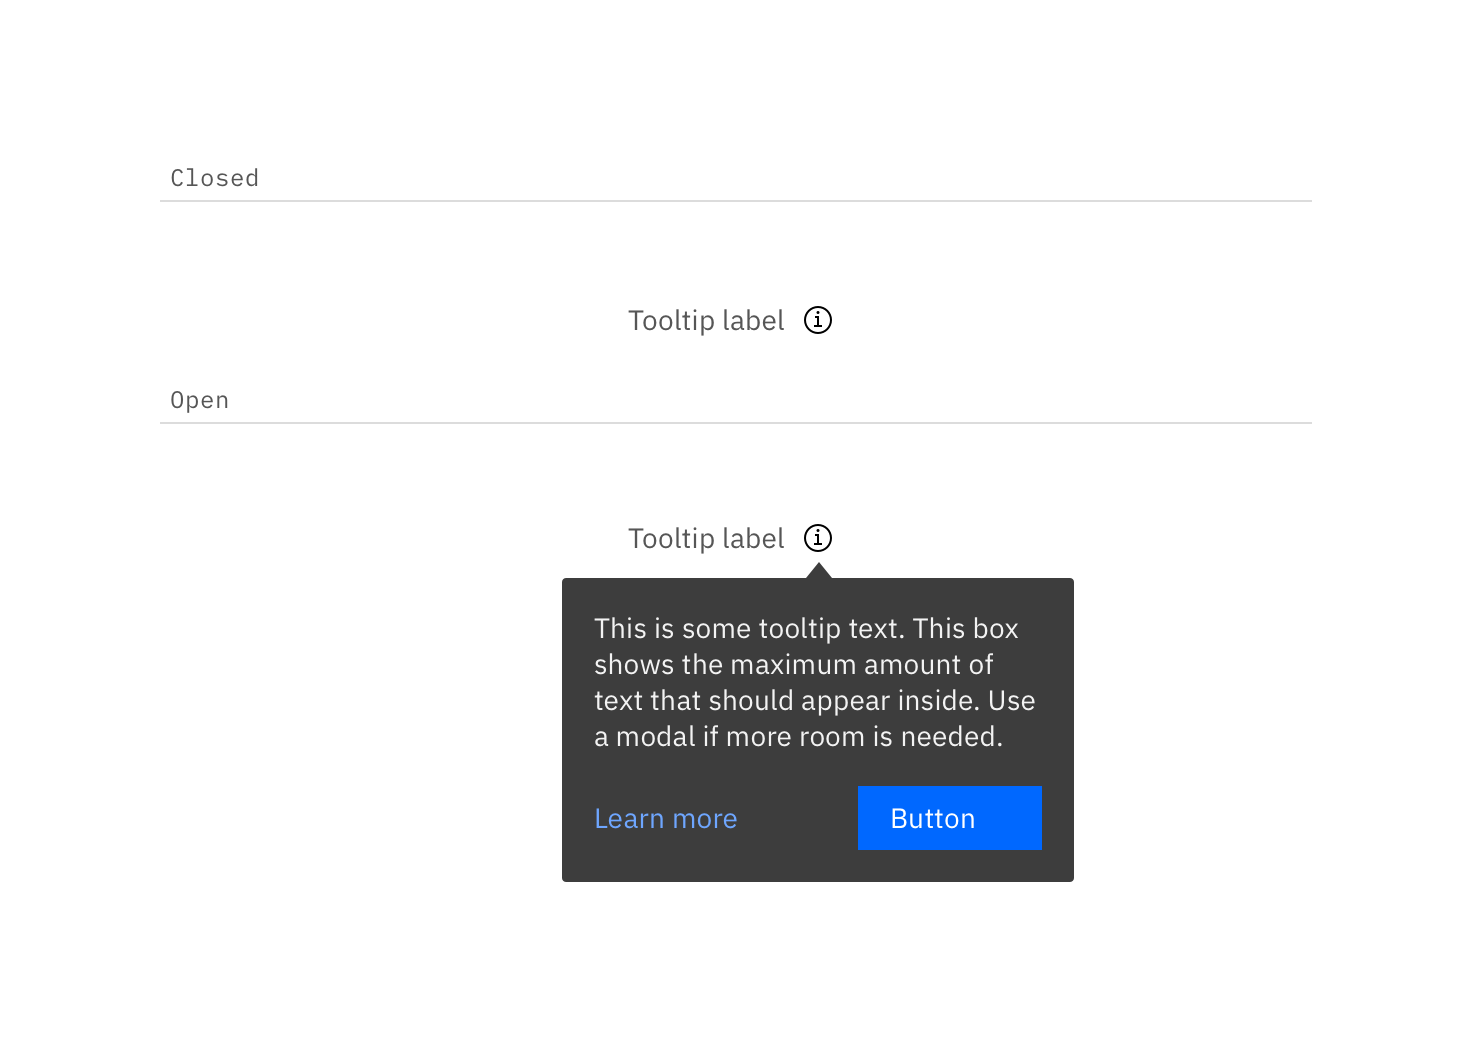 Closed
Tooltip label
Open
Tooltip label
This is some tooltip text. This box
shows the maximum amount of
text that should appear inside. Use
a modal if more room is needed.
Learn more
Button